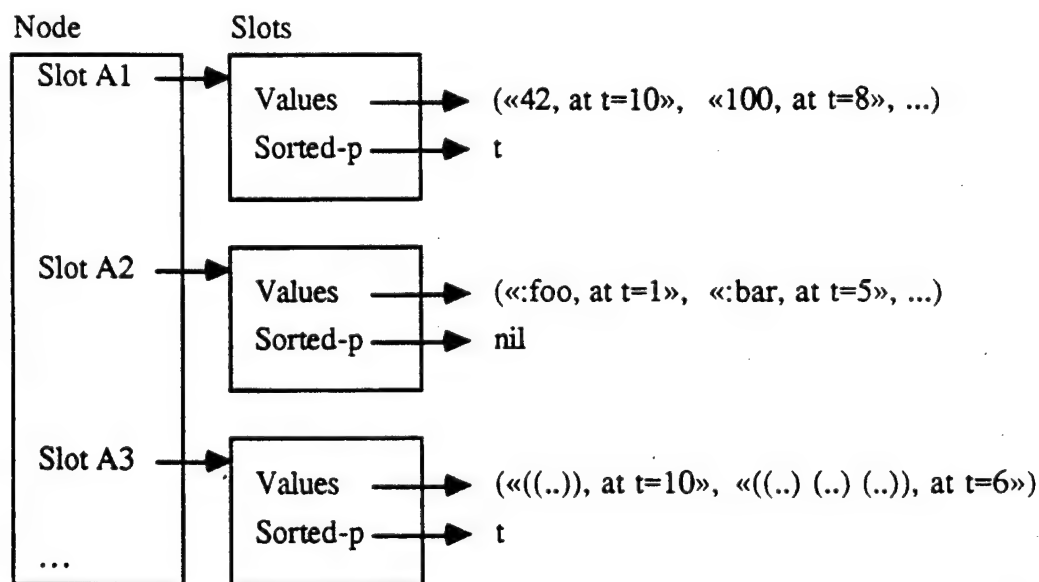 Node Slots
Slot A1
Values («42, at t=10», «100, at t=8», ...)
Sorted-p t
Slot A2
Values («:foo, at t=1», «:bar, at t=5», ...)
Sorted-p nil
Slot A3
Values («((..)), at t=10», «((..) (..) (..)), at t=6»)
Sorted-p t
...